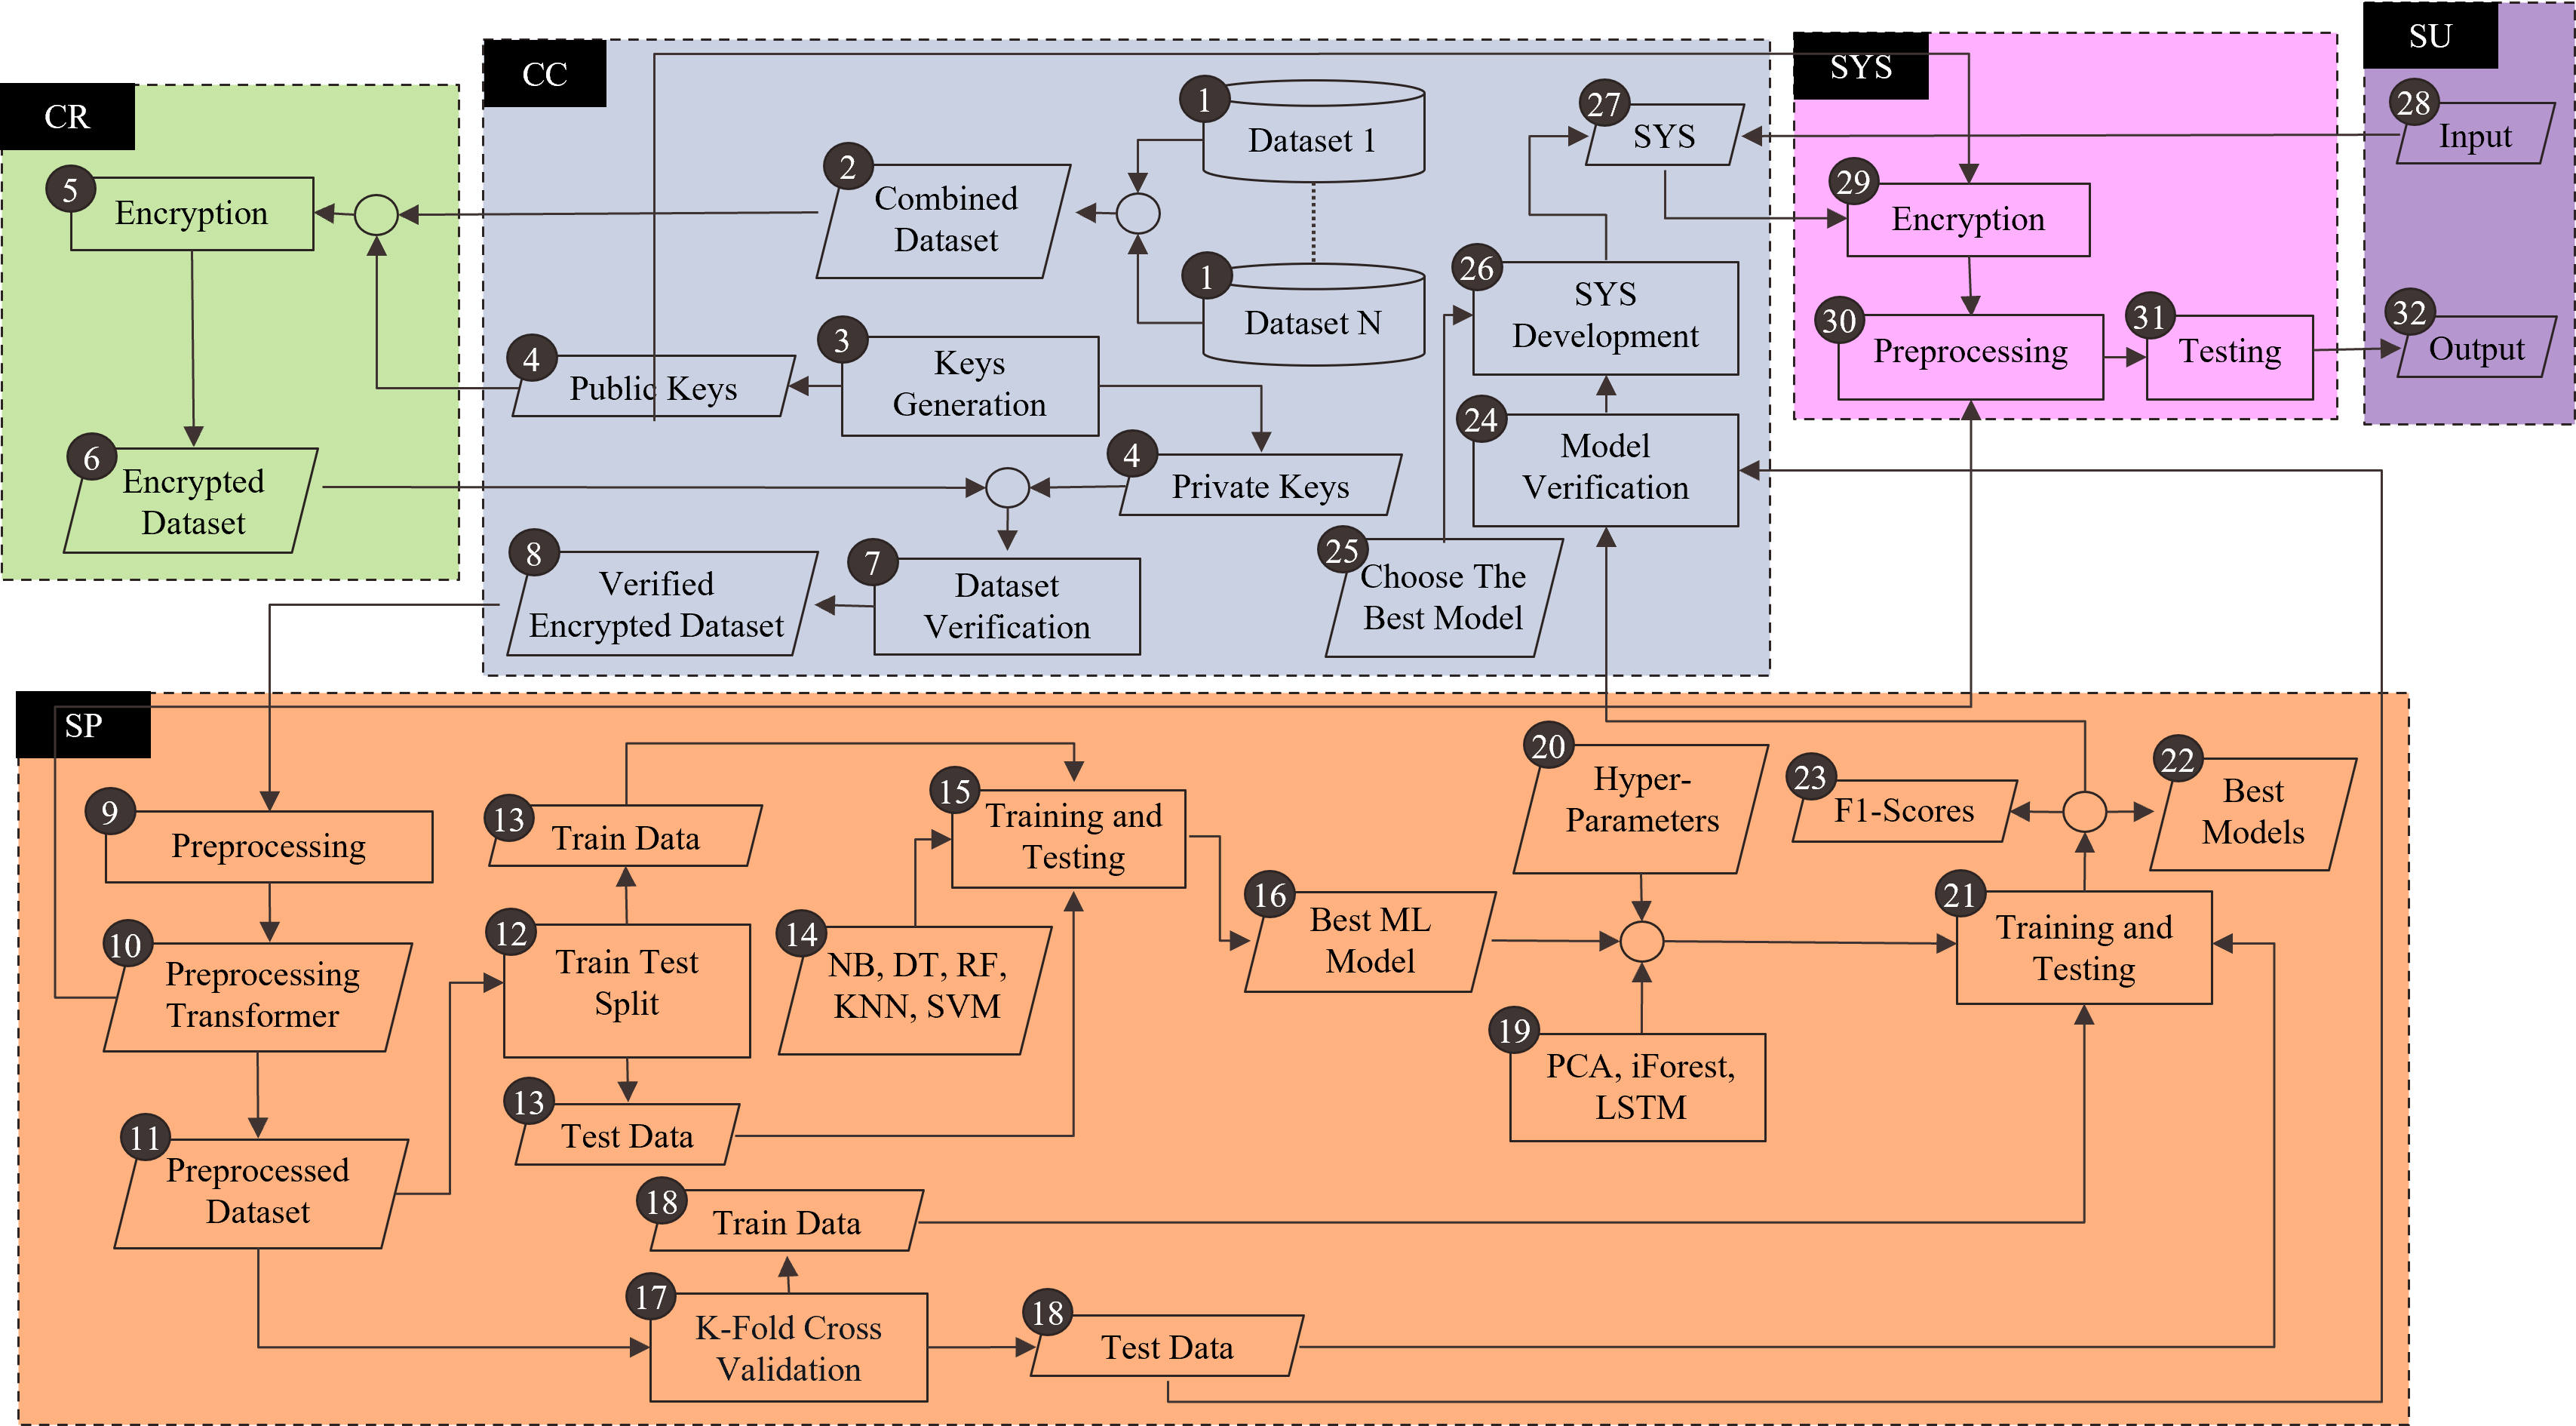 CR
5
Encryption
6
Encrypted
Dataset
CC
1
Dataset 1
1
Dataset N
2
Combined
Dataset
3
Keys
Generation
4
Public Keys
4
Private Keys
7
Dataset
Verification
8
Verified
Encrypted Dataset
27
SYS
26
SYS
Development
24
Model
Verification
25
Choose The
Best Model
SYS
29
Encryption
30
Preprocessing
31
Testing
SU
28
Input
32
Output
SP
9
Preprocessing
10
Preprocessing
Transformer
11
Preprocessed
Dataset
13
Train Data
12
Train Test
Split
13
Test Data
14
NB, DT, RF,
KNN, SVM
15
Training and
Testing
16
Best ML
Model
17
K-Fold Cross
Validation
18
Train Data
18
Test Data
20
Hyper-
Parameters
19
PCA, iForest,
LSTM
21
Training and
Testing
23
F1-Scores
22
Best
Models